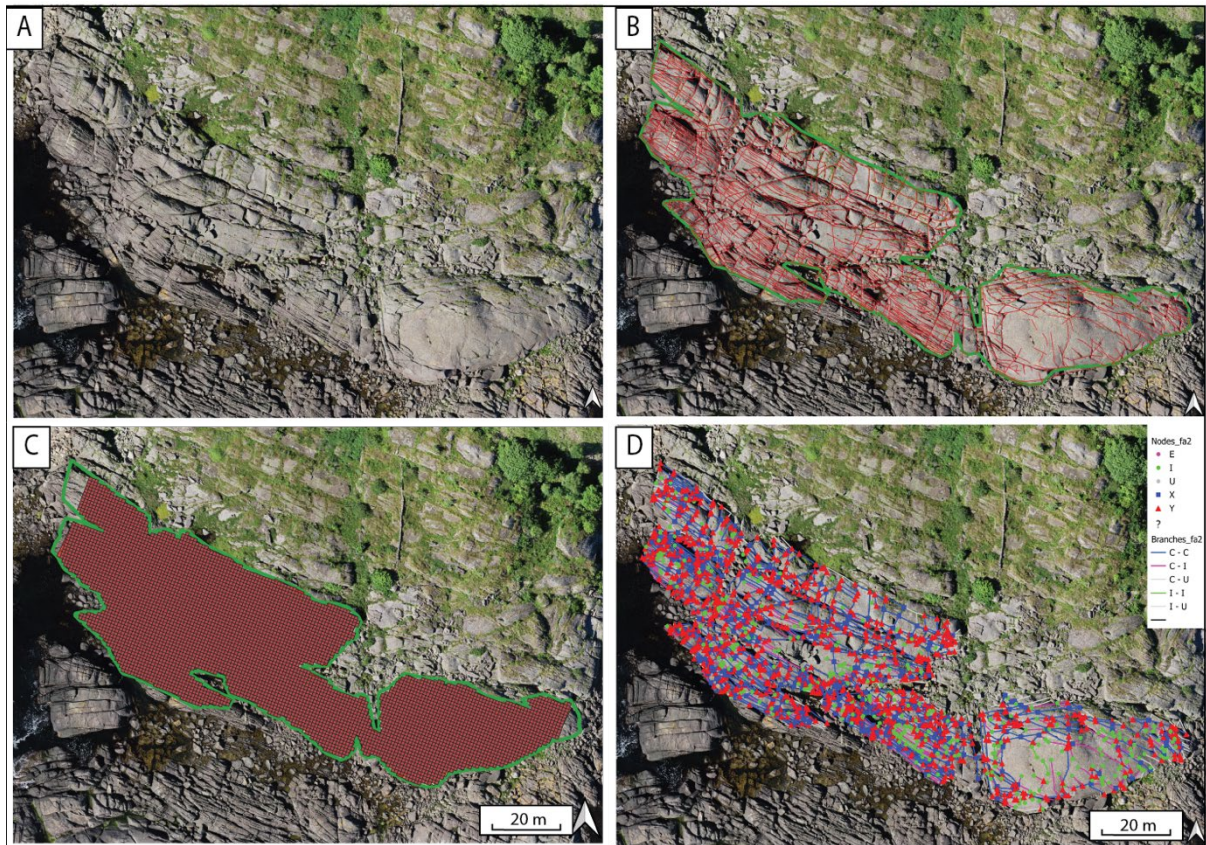 A
B
C
20 m
D
Nodes_fa2
E
I
U
X
Y
?
Branches_fa2
C - C
C - I
C - U
I - I
I - U
20 m